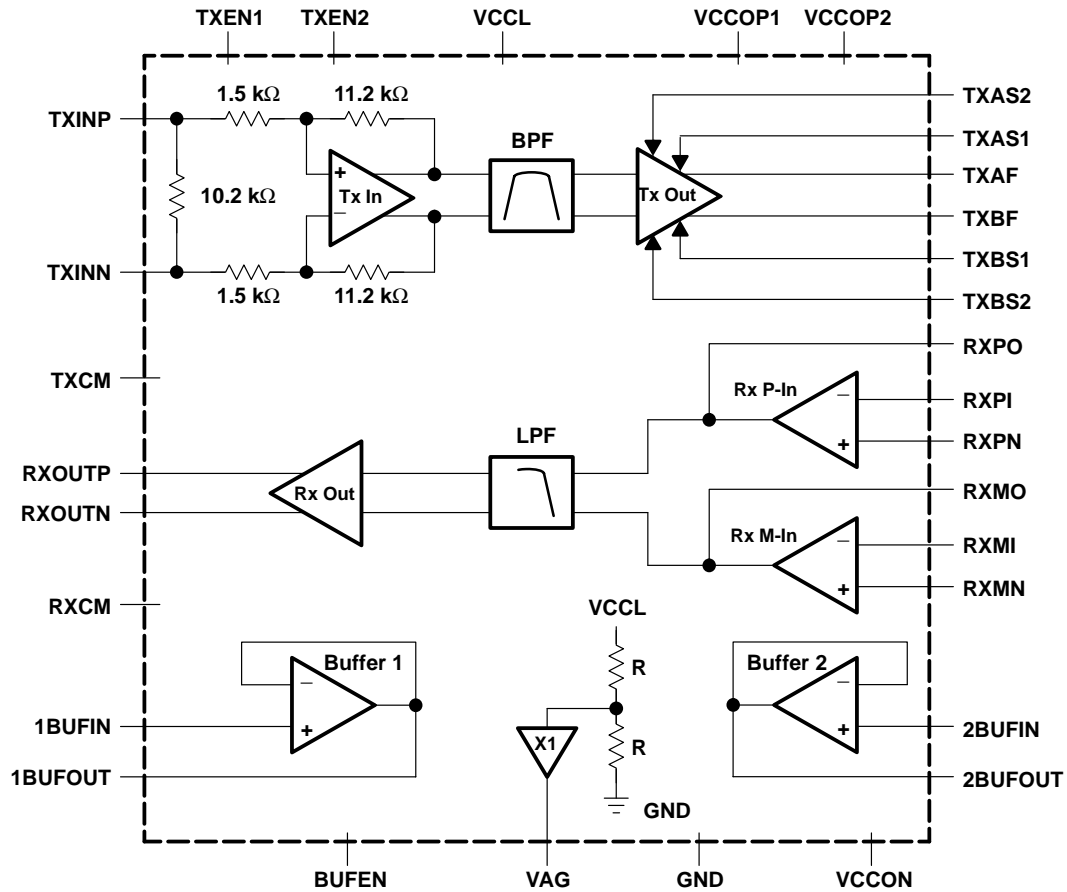 TXEN1 TXEN2 VCCL VCCOP1 VCCOP2
1.5 kΩ 11.2 kΩ
TXINP
TXAS2
BPF
TXAS1
+
10.2 kΩ
Tx In
Tx Out
TXAF
−
TXBF
TXINN
TXBS1
1.5 kΩ 11.2 kΩ
TXBS2
RXPO
TXCM
Rx P-In
−
RXPI
LPF
+
RXPN
RXOUTP
Rx Out
RXMO
RXOUTN
Rx M-In
−
RXMI
+
RXMN
RXCM
VCCL
Buffer 1
R
Buffer 2
−
−
1BUFIN
+
X1
R
+
2BUFIN
1BUFOUT
2BUFOUT
GND
BUFEN VAG GND VCCON